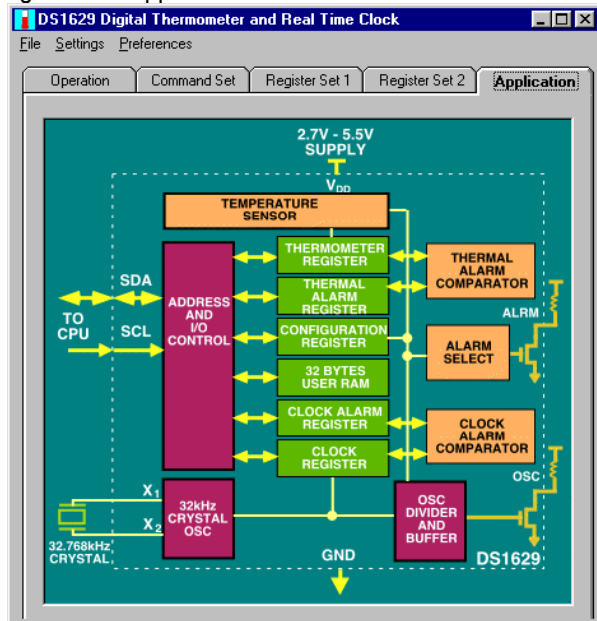 DS1629 Digital Thermometer and Real Time Clock
File Settings Preferences
Operation Command Set Register Set 1 Register Set 2 Application
2.7V - 5.5V
SUPPLY
VDD
TEMPERATURE
SENSOR
THERMOMETER
REGISTER
THERMAL
ALARM
COMPARATOR
SDA
THERMAL
ALARM
REGISTER
ADDRESS
AND
I/O
CONTROL
TO
CPU
SCL
CONFIGURATION
REGISTER
ALRM
ALARM
SELECT
32 BYTES
USER RAM
CLOCK ALARM
REGISTER
CLOCK
ALARM
COMPARATOR
CLOCK
REGISTER
OSC
X1
X2
32kHz
CRYSTAL
OSC
OSC
DIVIDER
AND
BUFFER
32.768kHz
CRYSTAL
GND
DS1629